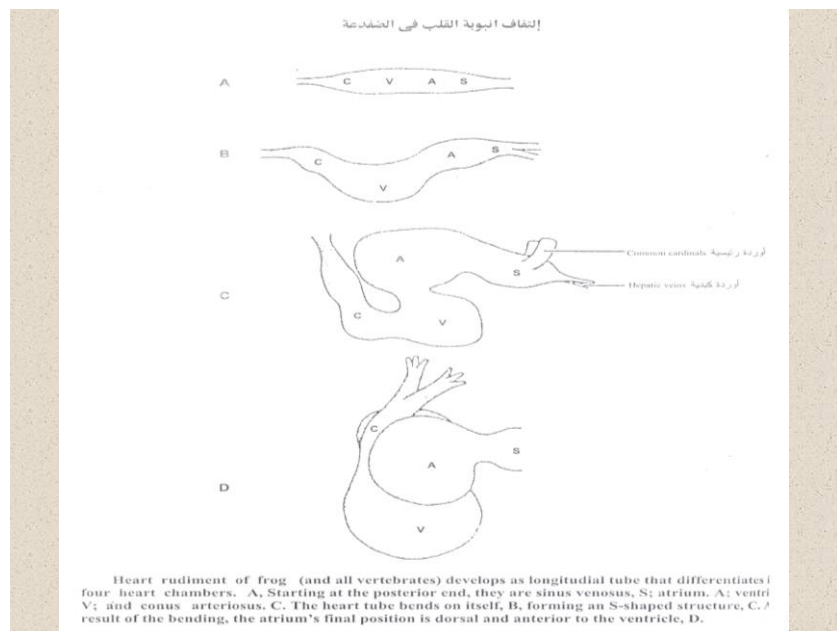 إلتفاف انبوبة القلب فى الضفدعة
A
C V A S
B
C V A S
C
A S C V
Common cardinals أوردة رئيسية
Hepatic veins أوردة كبدية
D
C A S V
Heart rudiment of frog (and all vertebrates) develops as longitudial tube that differentiates i
four heart chambers. A, Starting at the posterior end, they are sinus venosus, S; atrium. A; ventri
V; and conus arteriosus. C. The heart tube bends on itself, B, forming an S-shaped structure, C. A
result of the bending, the atrium's final position is dorsal and anterior to the ventricle, D.